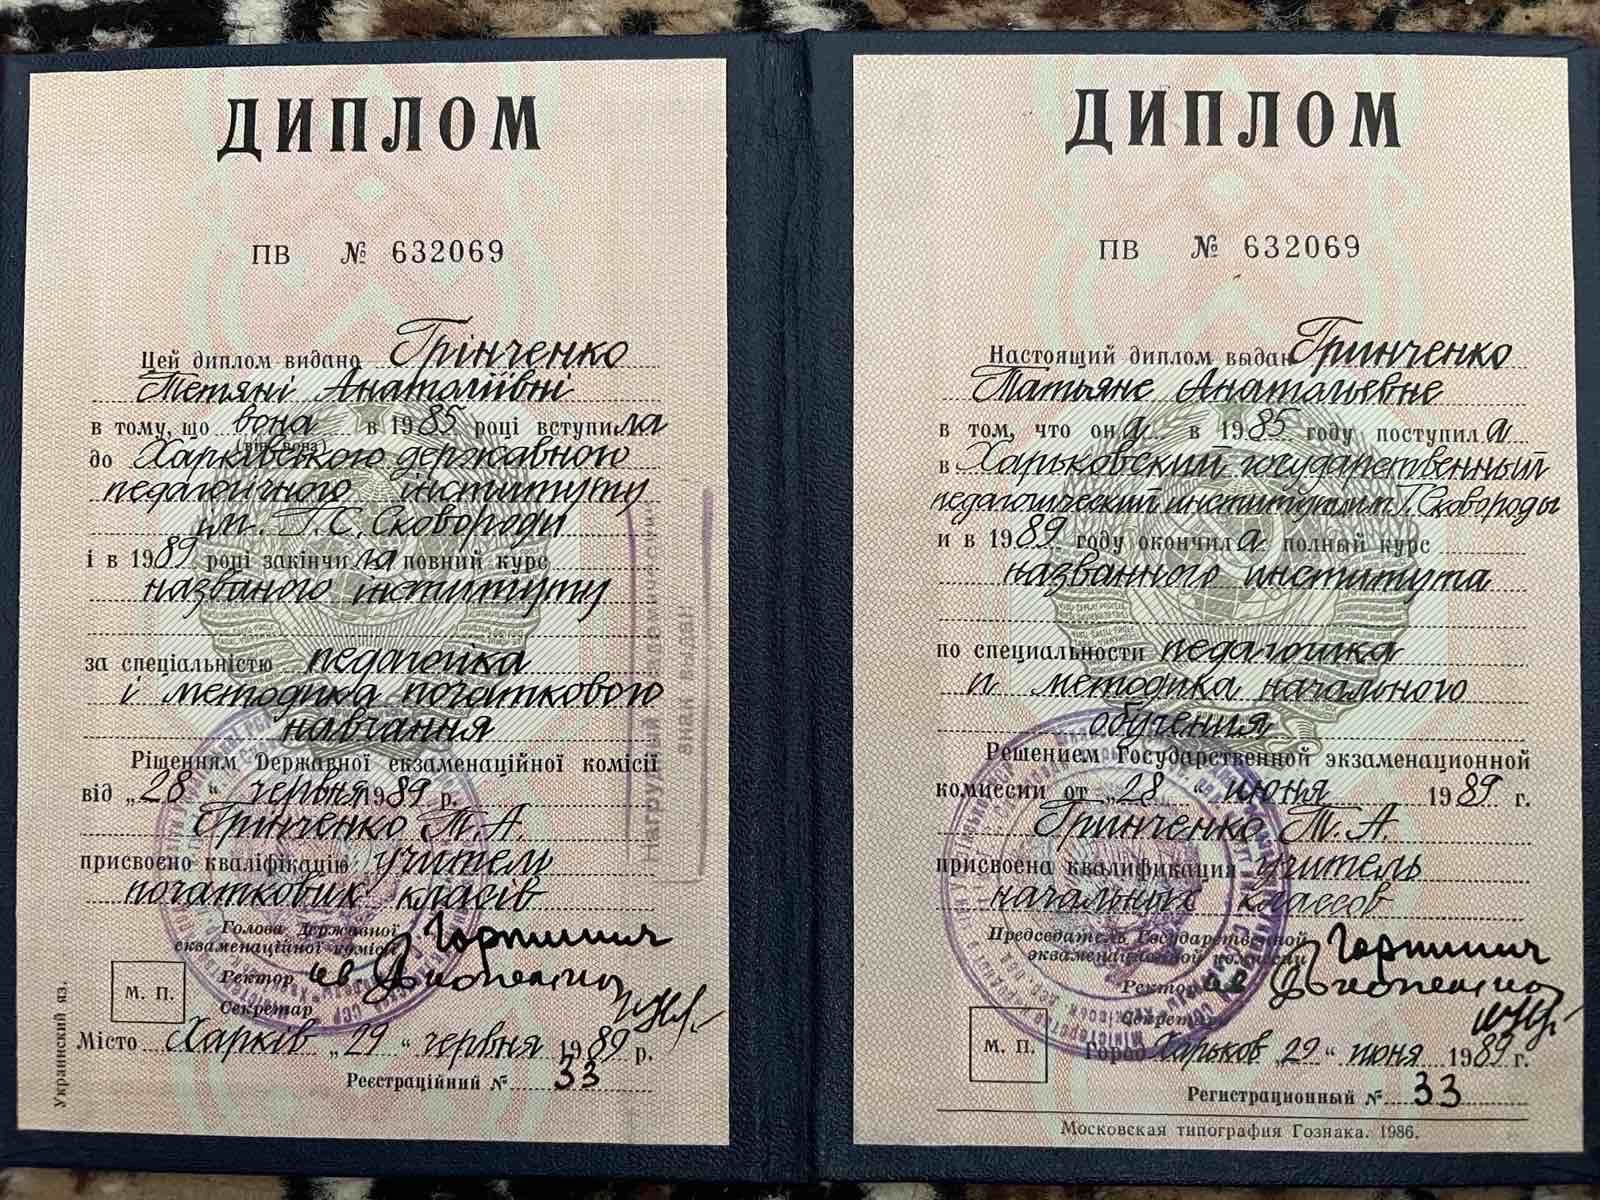 ДИПЛОМ
ПВ № 632069
Цей диплом видано Грінченко
Тетяні Анатоліївні
в тому, що вона в 1985 році вступила
(він, вона)
до Харківського державного
педагогічного інституту
ім. Г.С. Сковороди
і в 1989 році закінчила повний курс
названого інституту
за спеціальністю педагогіка
і методика початкового
навчання
Рішенням Державної екзаменаційної комісії
від „28“ червня 1989 р.
Грінченко Т.А.
присвоєно кваліфікацію учитель
початкових класів
Голова Державної
екзаменаційної комісії
Ректор
Секретар
М. П.
Місто Харків „29“ червня 1989 р.
Реєстраційний № 33
Украинский яз.
Нагрудный
знак выдан
ДИПЛОМ
ПВ № 632069
Настоящий диплом выдан Гринченко
Татьяне Анатольевне
в том, что она в 1985 году поступила
в Харьковский государственный
педагогический институт им. Г. Сковороды
и в 1989 году окончила полный курс
названного института
по специальности педагогика
и методика начального
обучения
Решением Государственной экзаменационной
комиссии от „28“ июня 1989 г.
Гринченко Т.А.
присвоена квалификация учитель
начальных классов
Председатель Государственной
экзаменационной комиссии
Ректор
Секретарь
М. П.
Город Харьков „29“ июня 1989 г.
Регистрационный № 33
Московская типография Гознака. 1986.